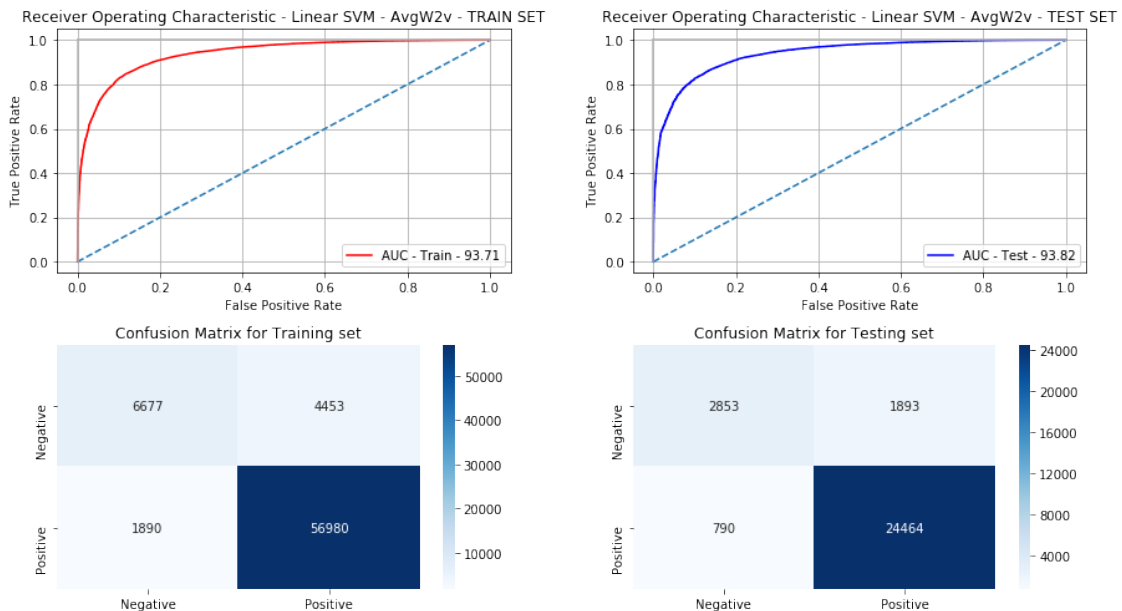 Receiver Operating Characteristic - Linear SVM - AvgW2v - TRAIN SET
1.0
0.8
0.6
0.4
0.2
0.0
True Positive Rate
AUC - Train - 93.71
0.0 0.2 0.4 0.6 0.8 1.0
False Positive Rate
Receiver Operating Characteristic - Linear SVM - AvgW2v - TEST SET
1.0
0.8
0.6
0.4
0.2
0.0
True Positive Rate
AUC - Test - 93.82
0.0 0.2 0.4 0.6 0.8 1.0
False Positive Rate
Confusion Matrix for Training set
Negative
6677 4453
Positive
1890 56980
Negative Positive
50000
40000
30000
20000
10000
Confusion Matrix for Testing set
Negative
2853 1893
Positive
790 24464
Negative Positive
24000
20000
16000
12000
8000
4000